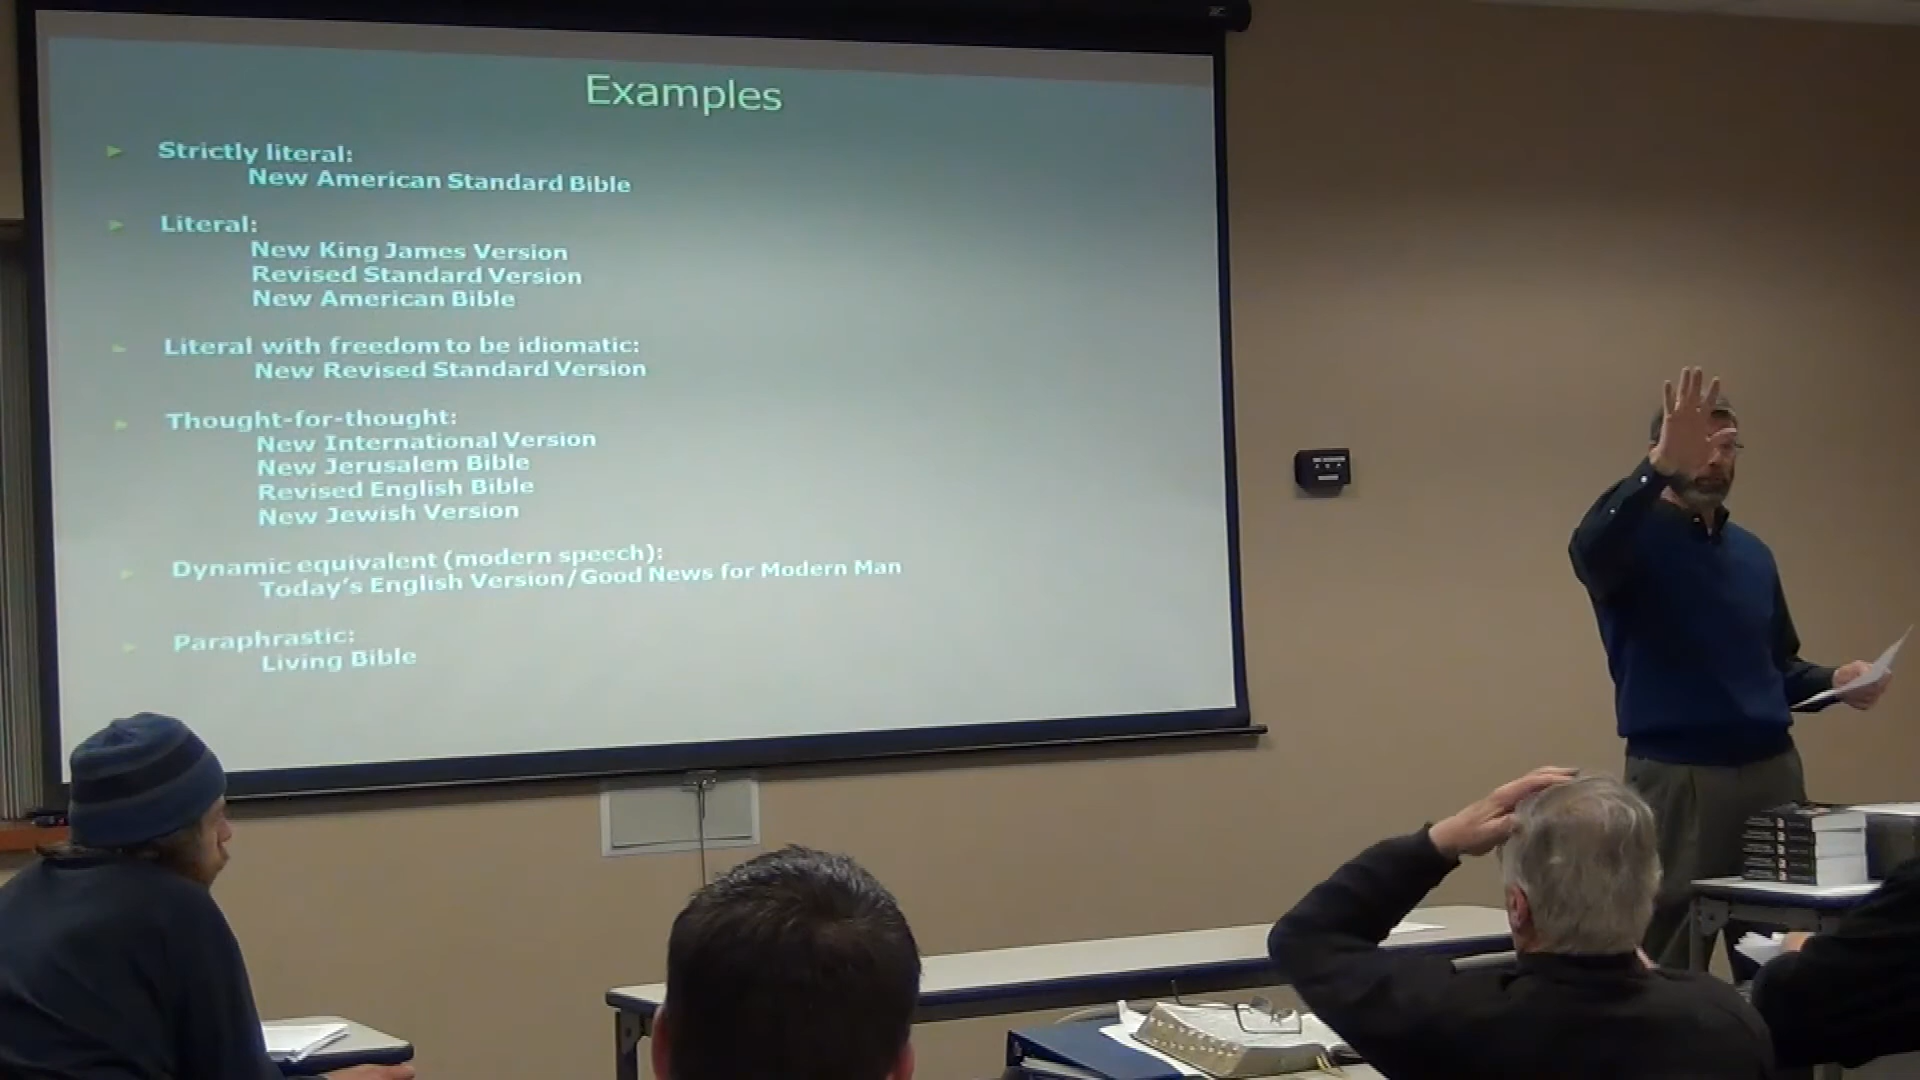 Examples
Strictly literal:
New American Standard Bible
Literal:
New King James Version
Revised Standard Version
New American Bible
Literal with freedom to be idiomatic:
New Revised Standard Version
Thought-for-thought:
New International Version
New Jerusalem Bible
Revised English Bible
New Jewish Version
Dynamic equivalent (modern speech):
Today's English Version/Good News for Modern Man
Paraphrastic:
Living Bible